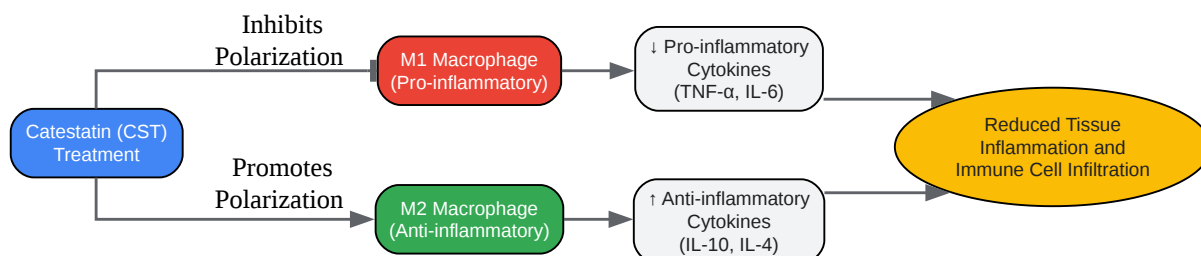 Inhibits
Polarization
M1 Macrophage
(Pro-inflammatory)
↓ Pro-inflammatory
Cytokines
(TNF-α, IL-6)
Catestatin (CST)
Treatment
Reduced Tissue
Inflammation and
Immune Cell Infiltration
Promotes
Polarization
M2 Macrophage
(Anti-inflammatory)
↑ Anti-inflammatory
Cytokines
(IL-10, IL-4)